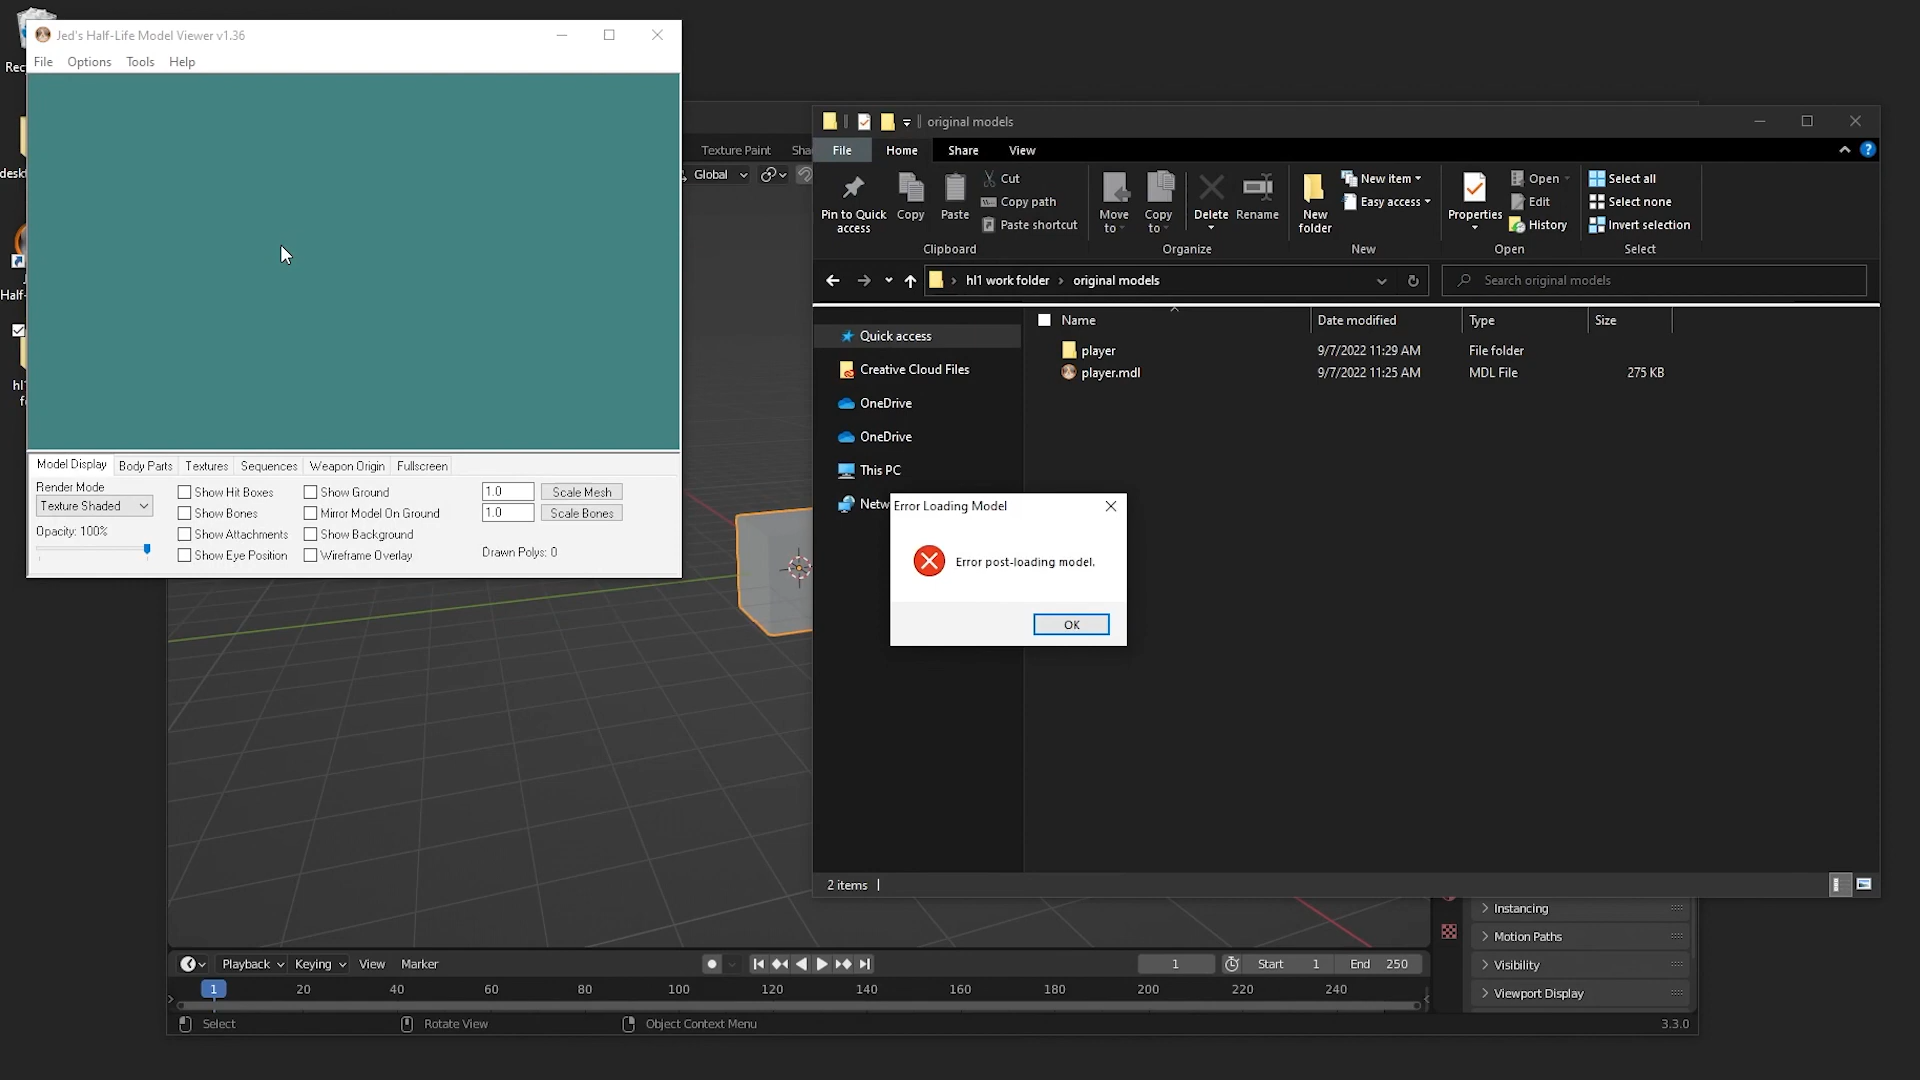 Rec
desk
Half-
hl'
f
Jed's Half-Life Model Viewer v1.36
File Options Tools Help
Model Display Body Parts Textures Sequences Weapon Origin Fullscreen
Render Mode
Texture Shaded
Opacity: 100%
Show Hit Boxes Show Ground 1.0 Scale Mesh
Show Bones Mirror Model On Ground 1.0 Scale Bones
Show Attachments Show Background
Show Eye Position Wireframe Overlay Drawn Polys: 0
Texture Paint Sha
Global
original models
File Home Share View
Pin to Quick access
Copy
Paste
Cut
Copy path
Paste shortcut
Clipboard
Move to
Copy to
Delete
Rename
Organize
New folder
New item
Easy access
New
Properties
Open
Edit
History
Open
Select all
Select none
Invert selection
Select
hl1 work folder > original models
Search original models
Name Date modified Type Size
player 9/7/2022 11:29 AM File folder
player.mdl 9/7/2022 11:25 AM MDL File 275 KB
Quick access
Creative Cloud Files
OneDrive
OneDrive
This PC
Netw
Error Loading Model
Error post-loading model.
OK
2 items
Instancing
Motion Paths
Visibility
Viewport Display
Playback Keying View Marker 1 Start 1 End 250
1 20 40 60 80 100 120 140 160 180 200 220 240
Select Rotate View Object Context Menu 3.3.0